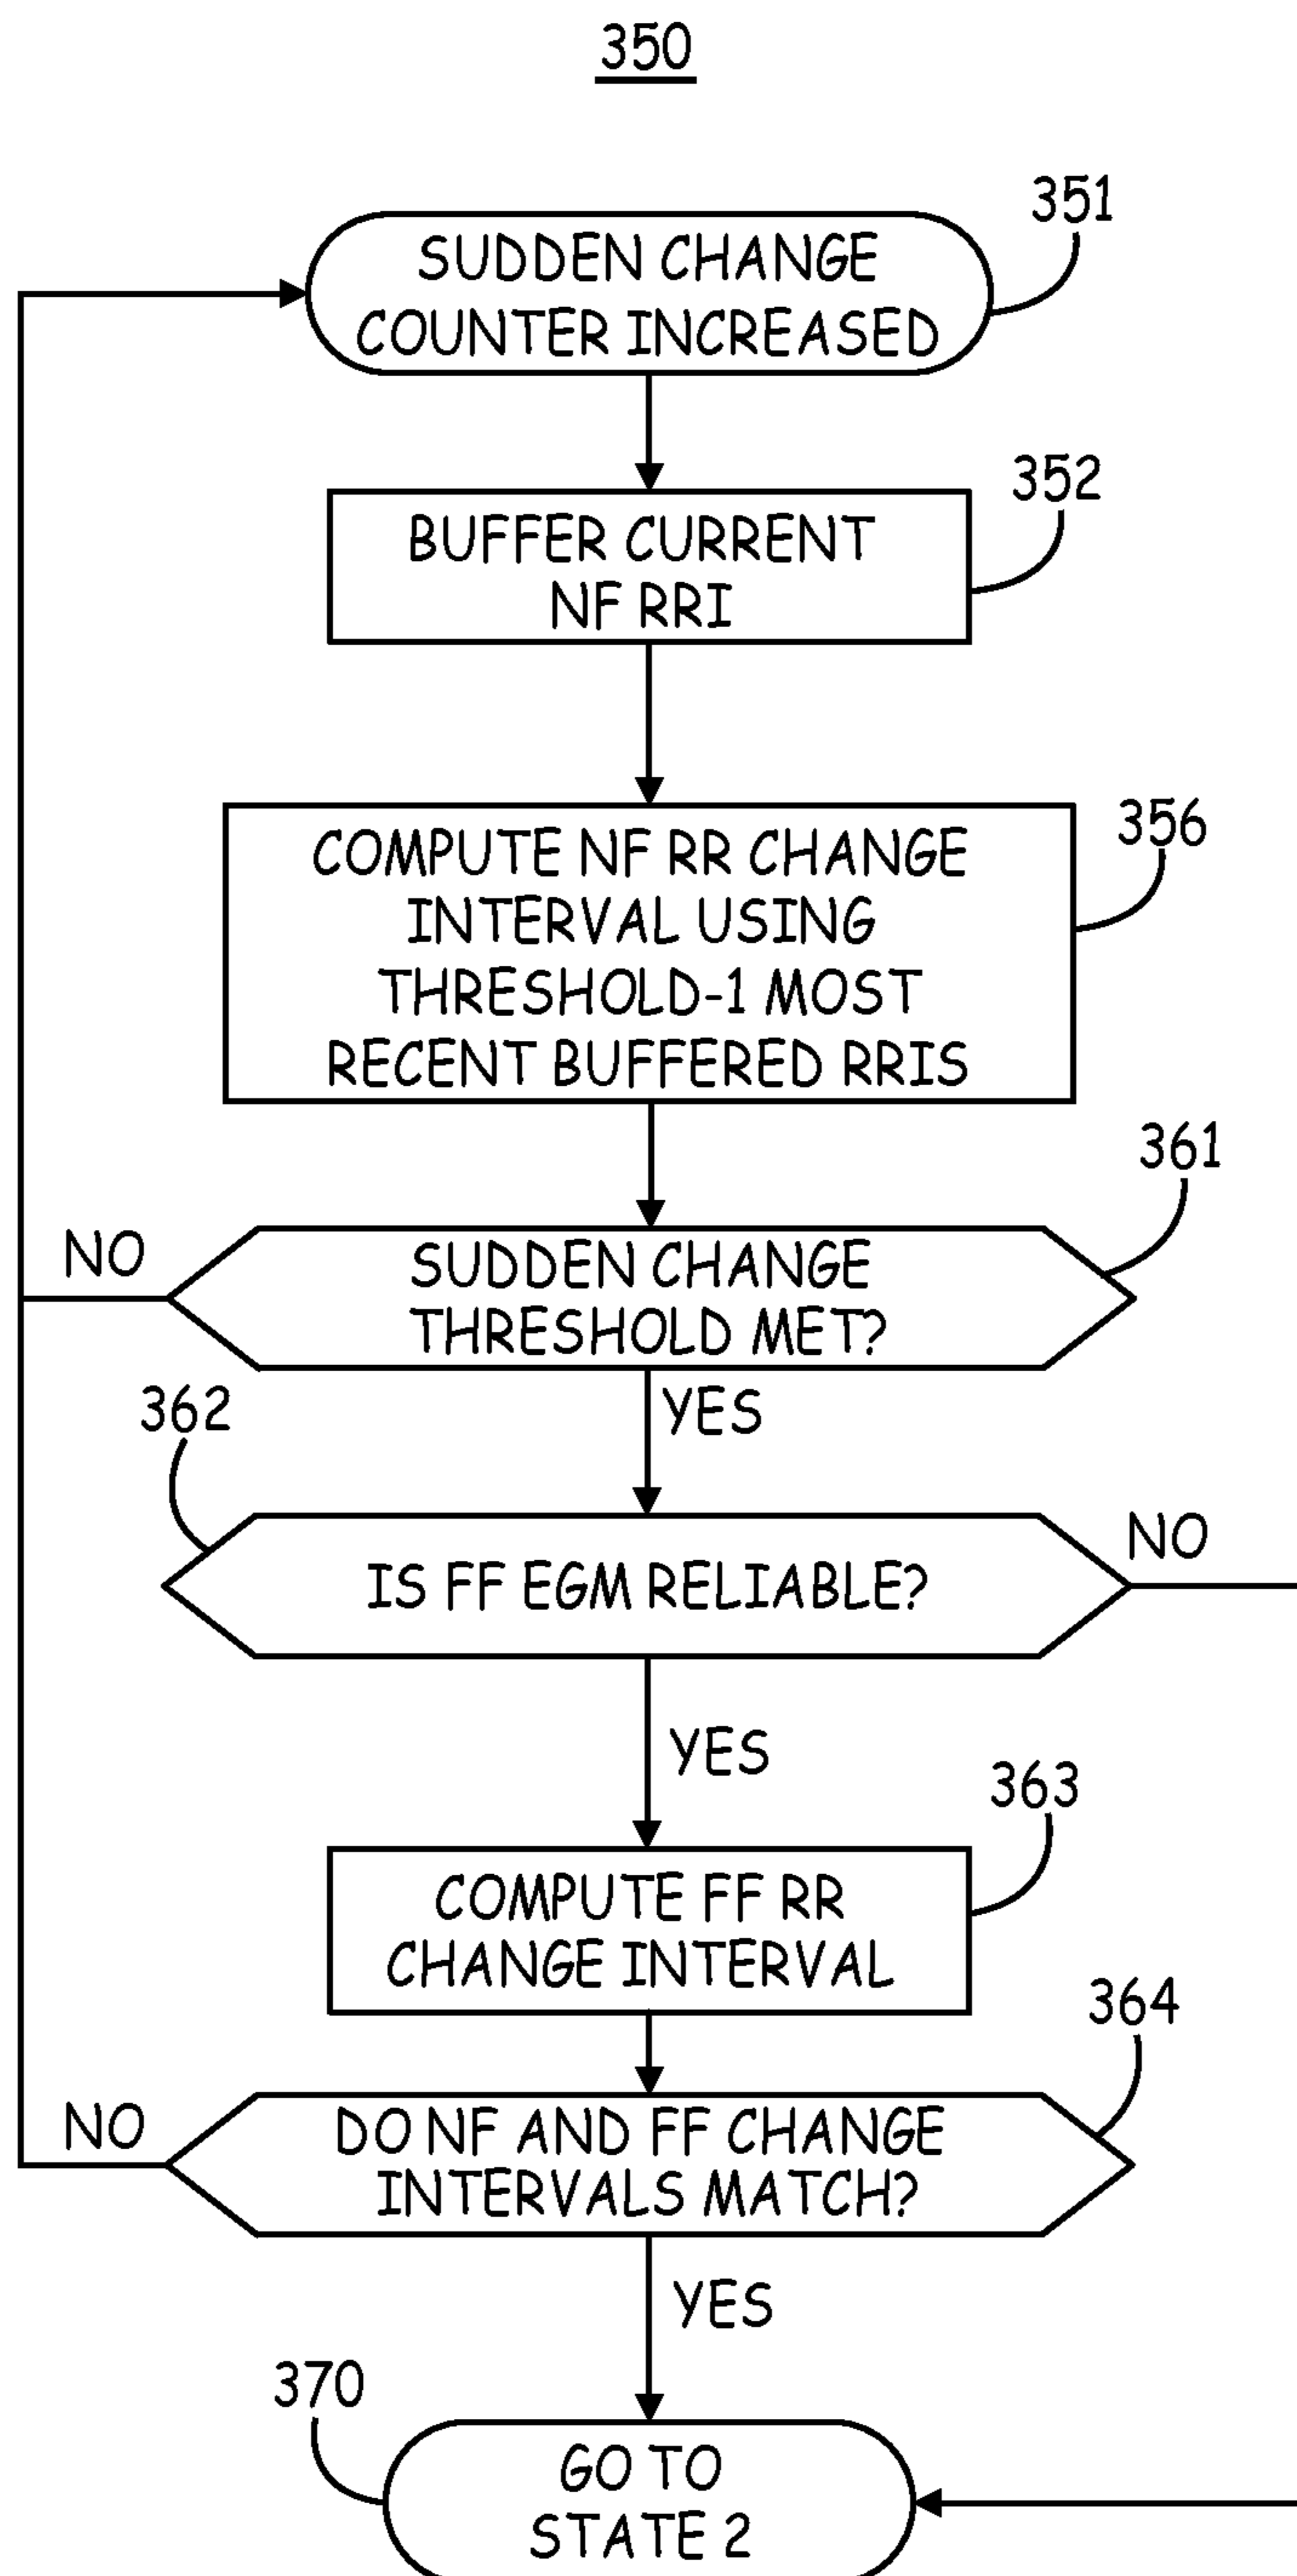 350
351
SUDDEN CHANGE
COUNTER INCREASED
352
BUFFER CURRENT
NF RRI
356
COMPUTE NF RR CHANGE
INTERVAL USING
THRESHOLD-1 MOST
RECENT BUFFERED RRIS
361
NO
SUDDEN CHANGE
THRESHOLD MET?
YES
362
NO
IS FF EGM RELIABLE?
YES
363
COMPUTE FF RR
CHANGE INTERVAL
364
NO
DO NF AND FF CHANGE
INTERVALS MATCH?
YES
370
GO TO
STATE 2